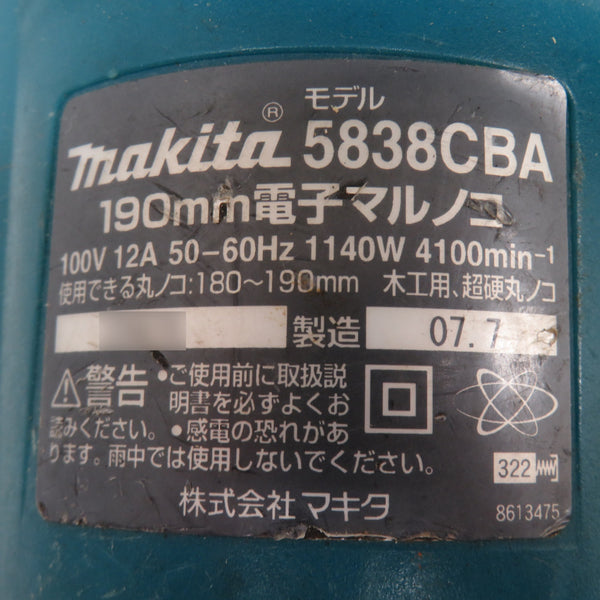 モデル
makita® 5838CBA
190mm電子マルノコ
100V 12A 50-60Hz 1140W 4100min⁻¹
使用できる丸ノコ:180～190mm 木工用、超硬丸ノコ
製造 07.7
⚠警告 •ご使用前に取扱説
明書を必ずよくお
読みください。•感電の恐れがあ
ります。雨中では使用しないでください。
322
株式会社 マキタ
8613475